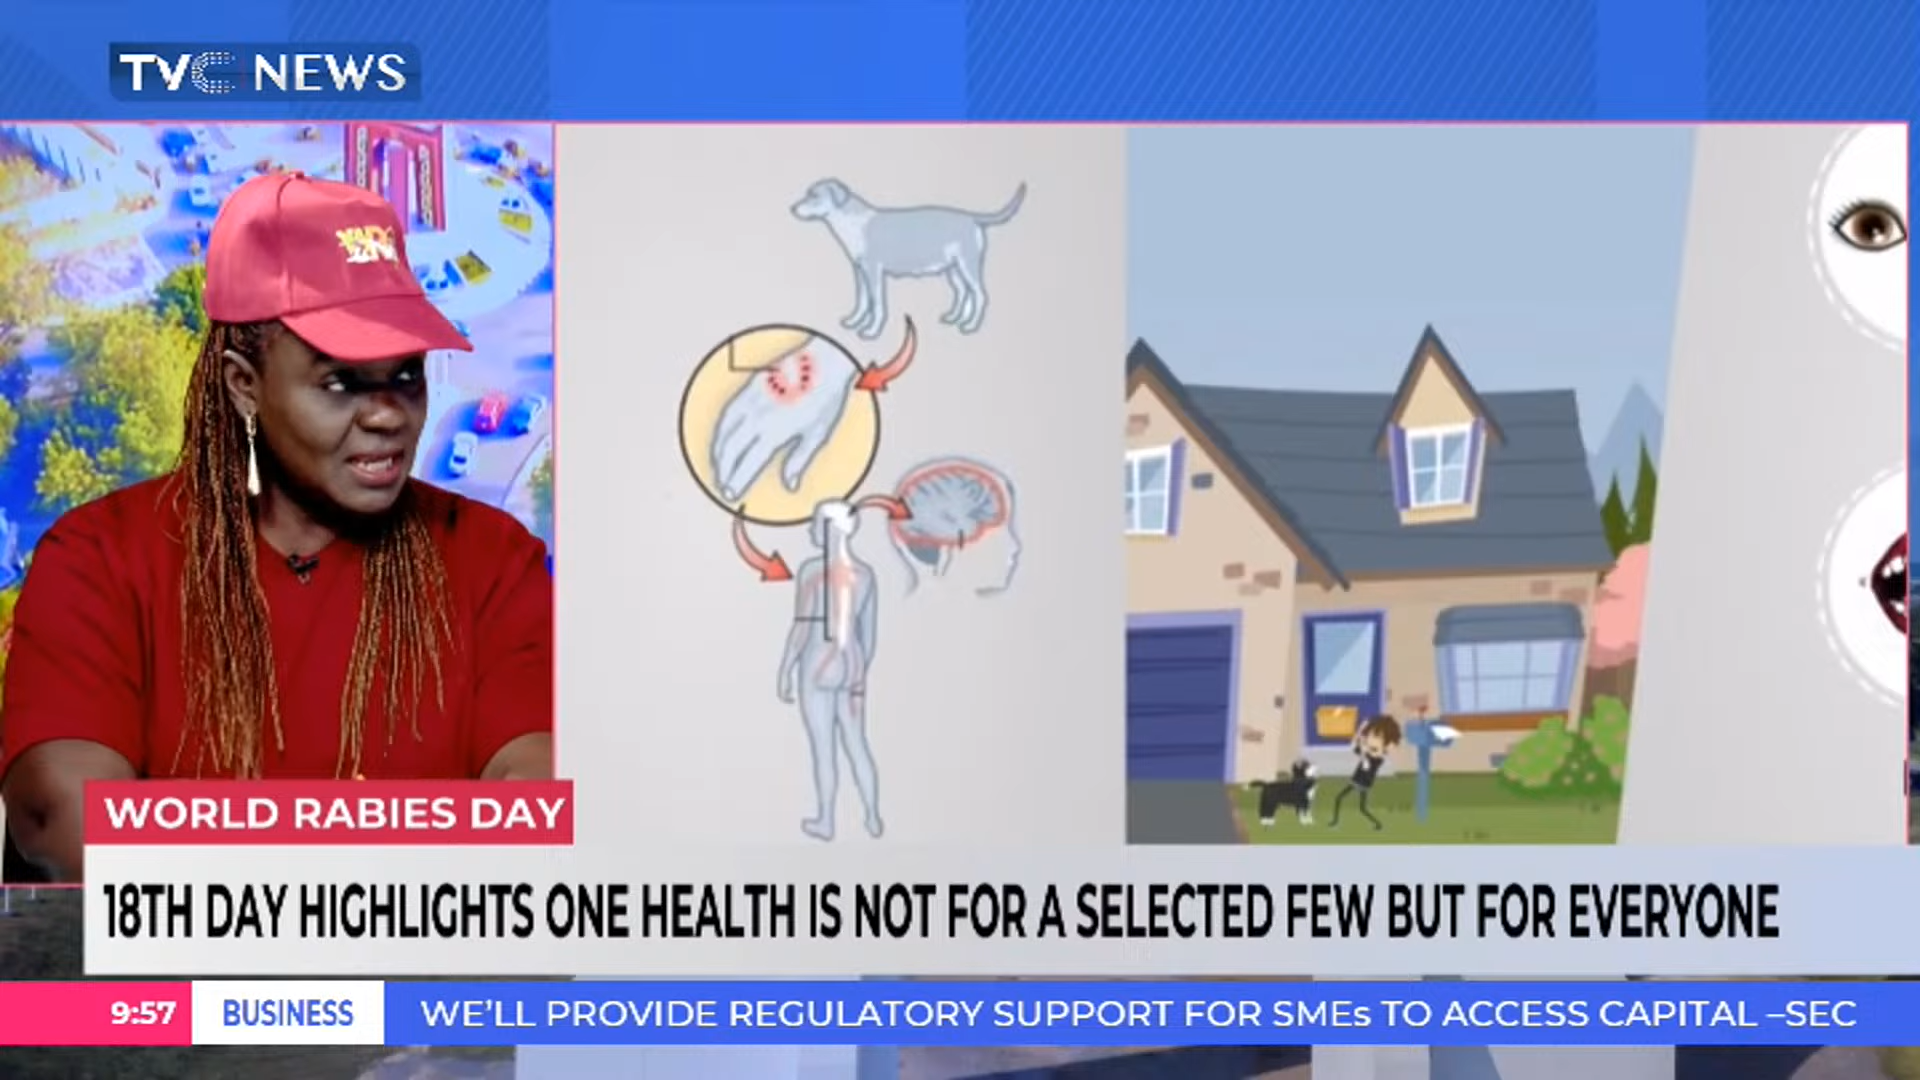 TVC NEWS
WORLD RABIES DAY
18TH DAY HIGHLIGHTS ONE HEALTH IS NOT FOR A SELECTED FEW BUT FOR EVERYONE
9:57 BUSINESS WE'LL PROVIDE REGULATORY SUPPORT FOR SMEs TO ACCESS CAPITAL –SEC